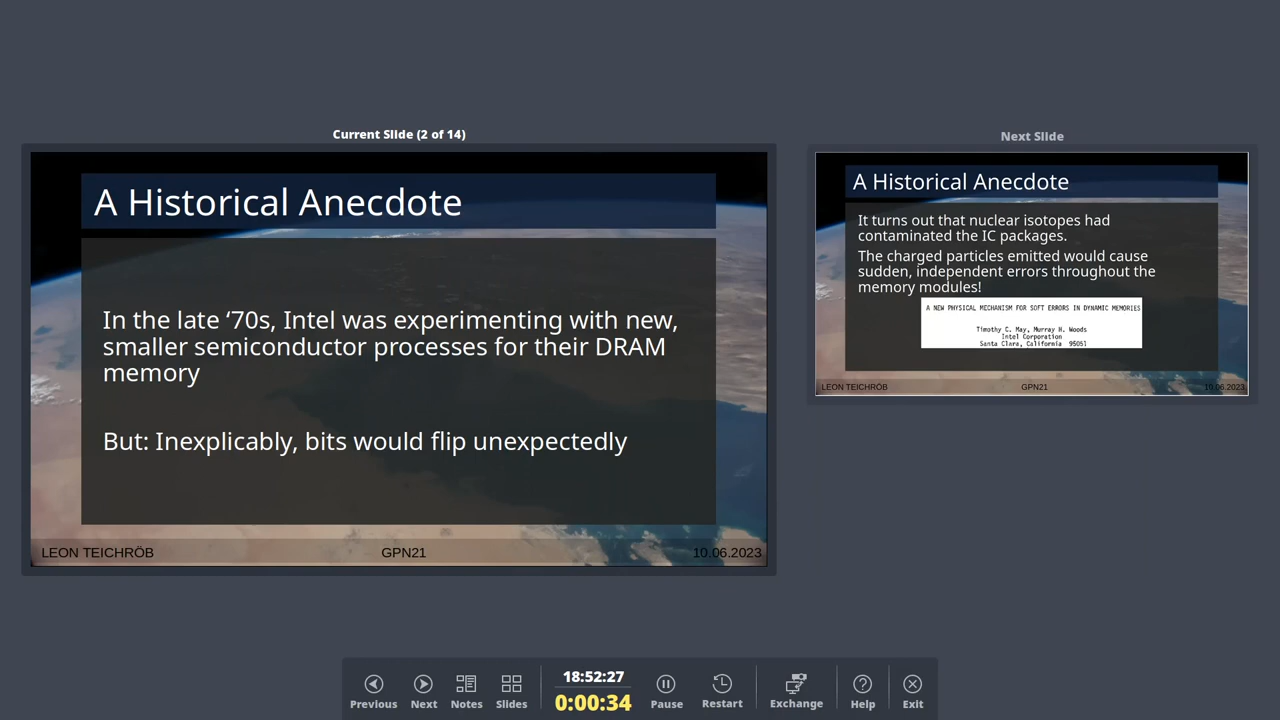 Current Slide (2 of 14)
A Historical Anecdote
In the late ‘70s, Intel was experimenting with new,
smaller semiconductor processes for their DRAM
memory
But: Inexplicably, bits would flip unexpectedly
LEON TEICHRÖB GPN21 10.06.2023
Next Slide
A Historical Anecdote
It turns out that nuclear isotopes had
contaminated the IC packages.
The charged particles emitted would cause
sudden, independent errors throughout the
memory modules!
A NEW PHYSICAL MECHANISM FOR SOFT ERRORS IN DYNAMIC MEMORIES
Timothy C. May, Murray H. Woods
Intel Corporation
Santa Clara, California 95051
LEON TEICHRÖB GPN21 10.06.2023
18:52:27
0:00:34
Previous Next Notes Slides Pause Restart Exchange Help Exit